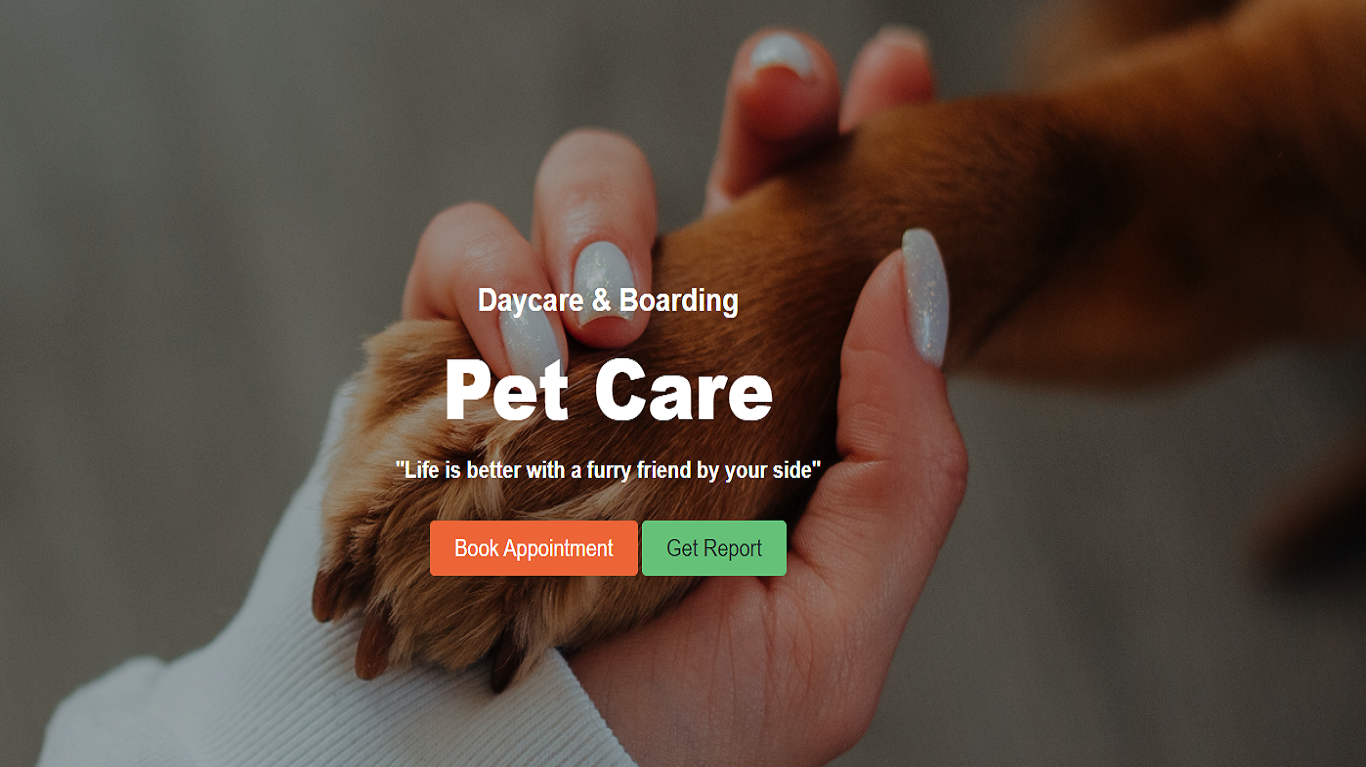 Daycare & Boarding
Pet Care
"Life is better with a furry friend by your side"
Book Appointment Get Report